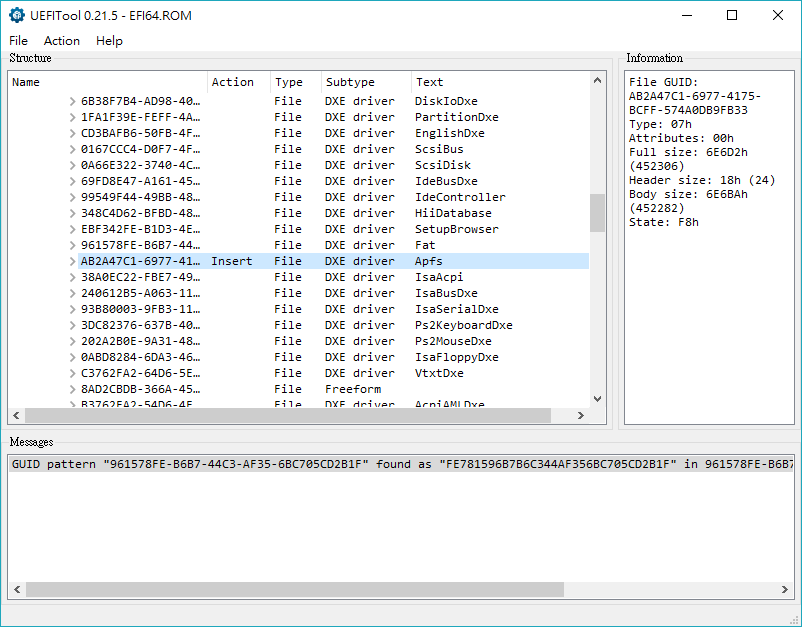 UEFITool 0.21.5 - EFI64.ROM
File Action Help
Structure
Name Action Type Subtype Text
6B38F7B4-AD98-40... File DXE driver DiskIoDxe
1FA1F39E-FEFF-4A... File DXE driver PartitionDxe
CD3BAFB6-50FB-4F... File DXE driver EnglishDxe
0167CCC4-D0F7-4F... File DXE driver ScsiBus
0A66E322-3740-4C... File DXE driver ScsiDisk
69FD8E47-A161-45... File DXE driver IdeBusDxe
99549F44-49BB-48... File DXE driver IdeController
348C4D62-BFBD-48... File DXE driver HiiDatabase
EBF342FE-B1D3-4E... File DXE driver SetupBrowser
961578FE-B6B7-44... File DXE driver Fat
AB2A47C1-6977-41... Insert File DXE driver Apfs
38A0EC22-FBE7-49... File DXE driver IsaAcpi
240612B5-A063-11... File DXE driver IsaBusDxe
93B80003-9FB3-11... File DXE driver IsaSerialDxe
3DC82376-637B-40... File DXE driver Ps2KeyboardDxe
202A2B0E-9A31-48... File DXE driver Ps2MouseDxe
0ABD8284-6DA3-46... File DXE driver IsaFloppyDxe
C3762FA2-64D6-5E... File DXE driver VtxtDxe
8AD2CBDB-366A-45... File Freeform
B3762FA2-54D6-4F... File DXE driver AcpiAMLDxe
Information
File GUID:
AB2A47C1-6977-4175-
BCFF-574A0DB9FB33
Type: 07h
Attributes: 00h
Full size: 6E6D2h
(452306)
Header size: 18h (24)
Body size: 6E6BAh
(452282)
State: F8h
Messages
GUID pattern "961578FE-B6B7-44C3-AF35-6BC705CD2B1F" found as "FE781596B7B6C344AF356BC705CD2B1F" in 961578FE-B6B7